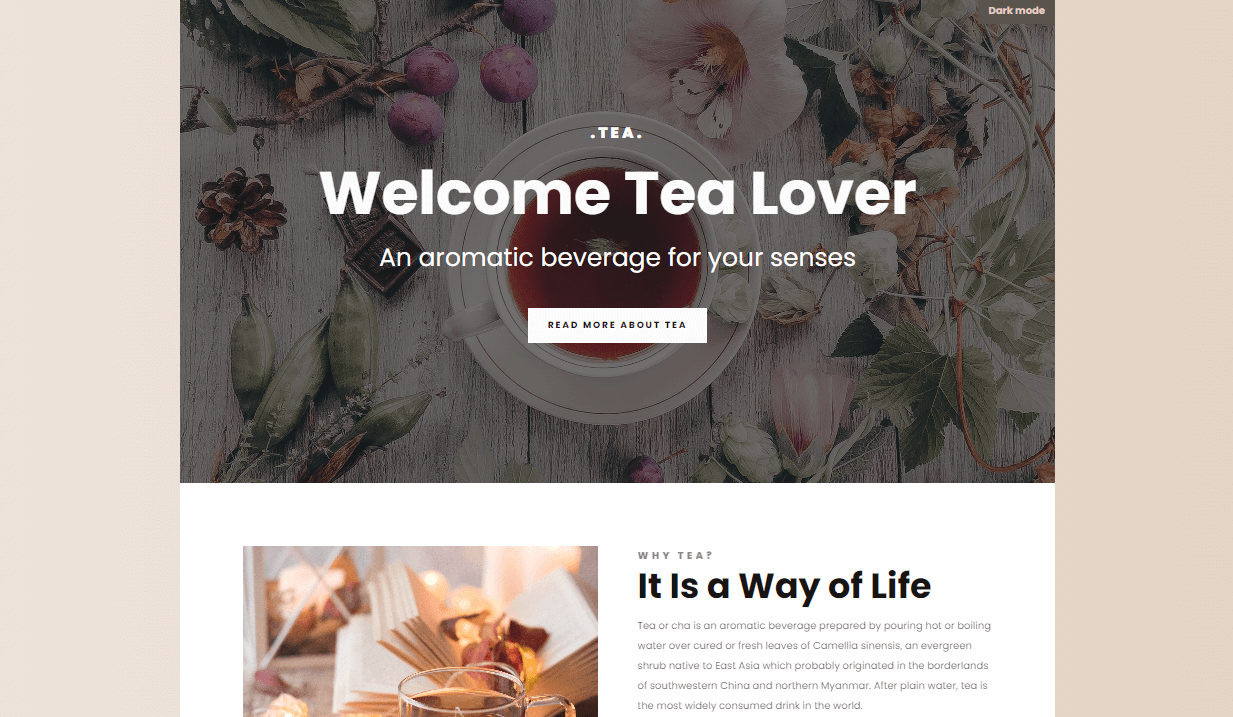 Dark mode
.TEA.
Welcome Tea Lover
An aromatic beverage for your senses
READ MORE ABOUT TEA
WHY TEA?
It Is a Way of Life
Tea or cha is an aromatic beverage prepared by pouring hot or boiling
water over cured or fresh leaves of Camellia sinensis, an evergreen
shrub native to East Asia which probably originated in the borderlands
of southwestern China and northern Myanmar. After plain water, tea is
the most widely consumed drink in the world.